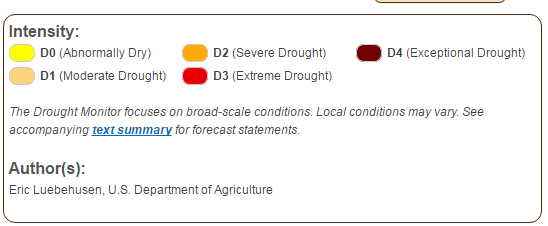 Intensity:
D0 (Abnormally Dry) D2 (Severe Drought) D4 (Exceptional Drought)
D1 (Moderate Drought) D3 (Extreme Drought)
The Drought Monitor focuses on broad-scale conditions. Local conditions may vary. See
accompanying text summary for forecast statements.
Author(s):
Eric Luebehusen, U.S. Department of Agriculture